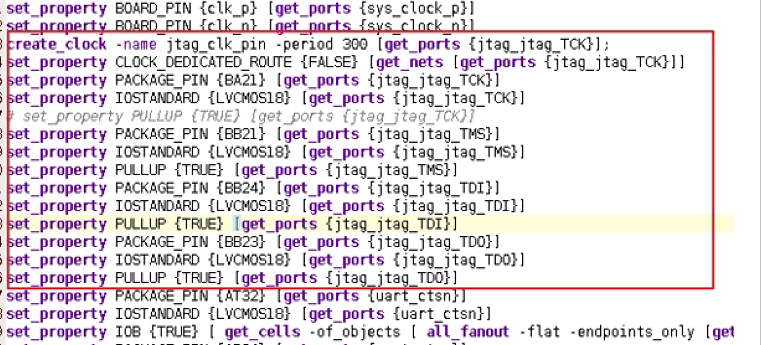 set_property BOARD_PIN {clk_p} [get_ports {sys_clock_p}]
set_property BOARD_PIN {clk_n} [get_ports {sys_clock_n}]
create_clock -name jtag_clk_pin -period 300 [get_ports {jtag_jtag_TCK}];
set_property CLOCK_DEDICATED_ROUTE {FALSE} [get_nets [get_ports {jtag_jtag_TCK}]]
set_property PACKAGE_PIN {BA21} [get_ports {jtag_jtag_TCK}]
set_property IOSTANDARD {LVCMOS18} [get_ports {jtag_jtag_TCK}]
# set_property PULLUP {TRUE} [get_ports {jtag_jtag_TCK}]
set_property PACKAGE_PIN {BB21} [get_ports {jtag_jtag_TMS}]
set_property IOSTANDARD {LVCMOS18} [get_ports {jtag_jtag_TMS}]
set_property PULLUP {TRUE} [get_ports {jtag_jtag_TMS}]
set_property PACKAGE_PIN {BB24} [get_ports {jtag_jtag_TDI}]
set_property IOSTANDARD {LVCMOS18} [get_ports {jtag_jtag_TDI}]
set_property PULLUP {TRUE} [get_ports {jtag_jtag_TDI}]
set_property PACKAGE_PIN {BB23} [get_ports {jtag_jtag_TDO}]
set_property IOSTANDARD {LVCMOS18} [get_ports {jtag_jtag_TDO}]
set_property PULLUP {TRUE} [get_ports {jtag_jtag_TDO}]
set_property PACKAGE_PIN {AT32} [get_ports {uart_ctsn}]
set_property IOSTANDARD {LVCMOS18} [get_ports {uart_ctsn}]
set_property IOB {TRUE} [ get_cells -of_objects [ all_fanout -flat -endpoints_only [get